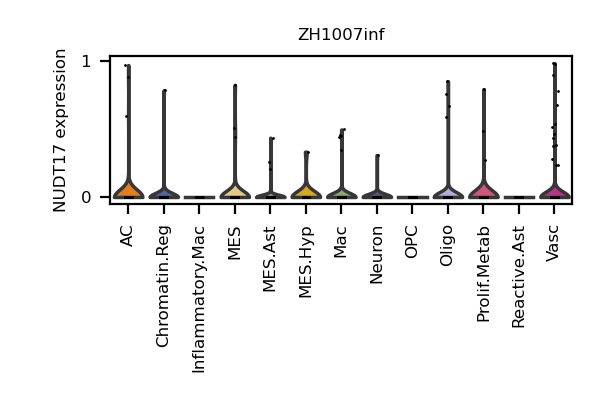 ZH1007inf
NUDT17 expression
1
0
AC
Chromatin.Reg
Inflammatory.Mac
MES
MES.Ast
MES.Hyp
Mac
Neuron
OPC
Oligo
Prolif.Metab
Reactive.Ast
Vasc